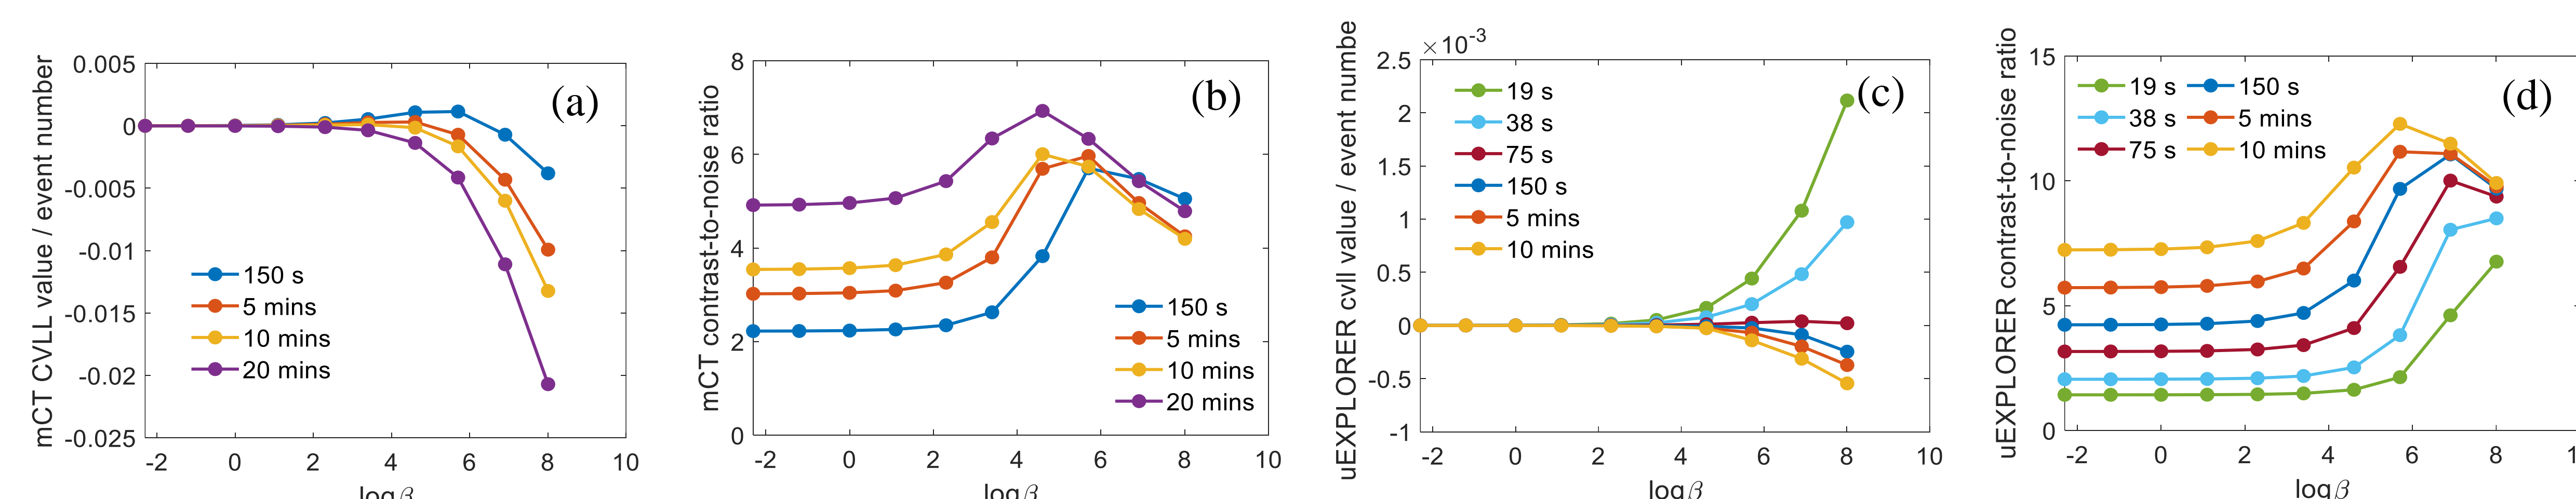 (a)
mCT CVLLL value / event number
0.005
0
-0.005
-0.01
-0.015
-0.02
-0.025
150 s
5 mins
10 mins
20 mins
-2 0 2 4 6 8 10
log β
(b)
mCT contrast-to-noise ratio
8
6
4
2
0
150 s
5 mins
10 mins
20 mins
-2 0 2 4 6 8 10
log β
(c)
uEXPLORER cvll value / event numbe
×10-3
2.5
2
1.5
1
0.5
0
-0.5
-1
19 s
38 s
75 s
150 s
5 mins
10 mins
-2 0 2 4 6 8 10
log β
(d)
uEXPLORER contrast-to-noise ratio
15
10
5
0
19 s 150 s
38 s 5 mins
75 s 10 mins
-2 0 2 4 6 8
log β